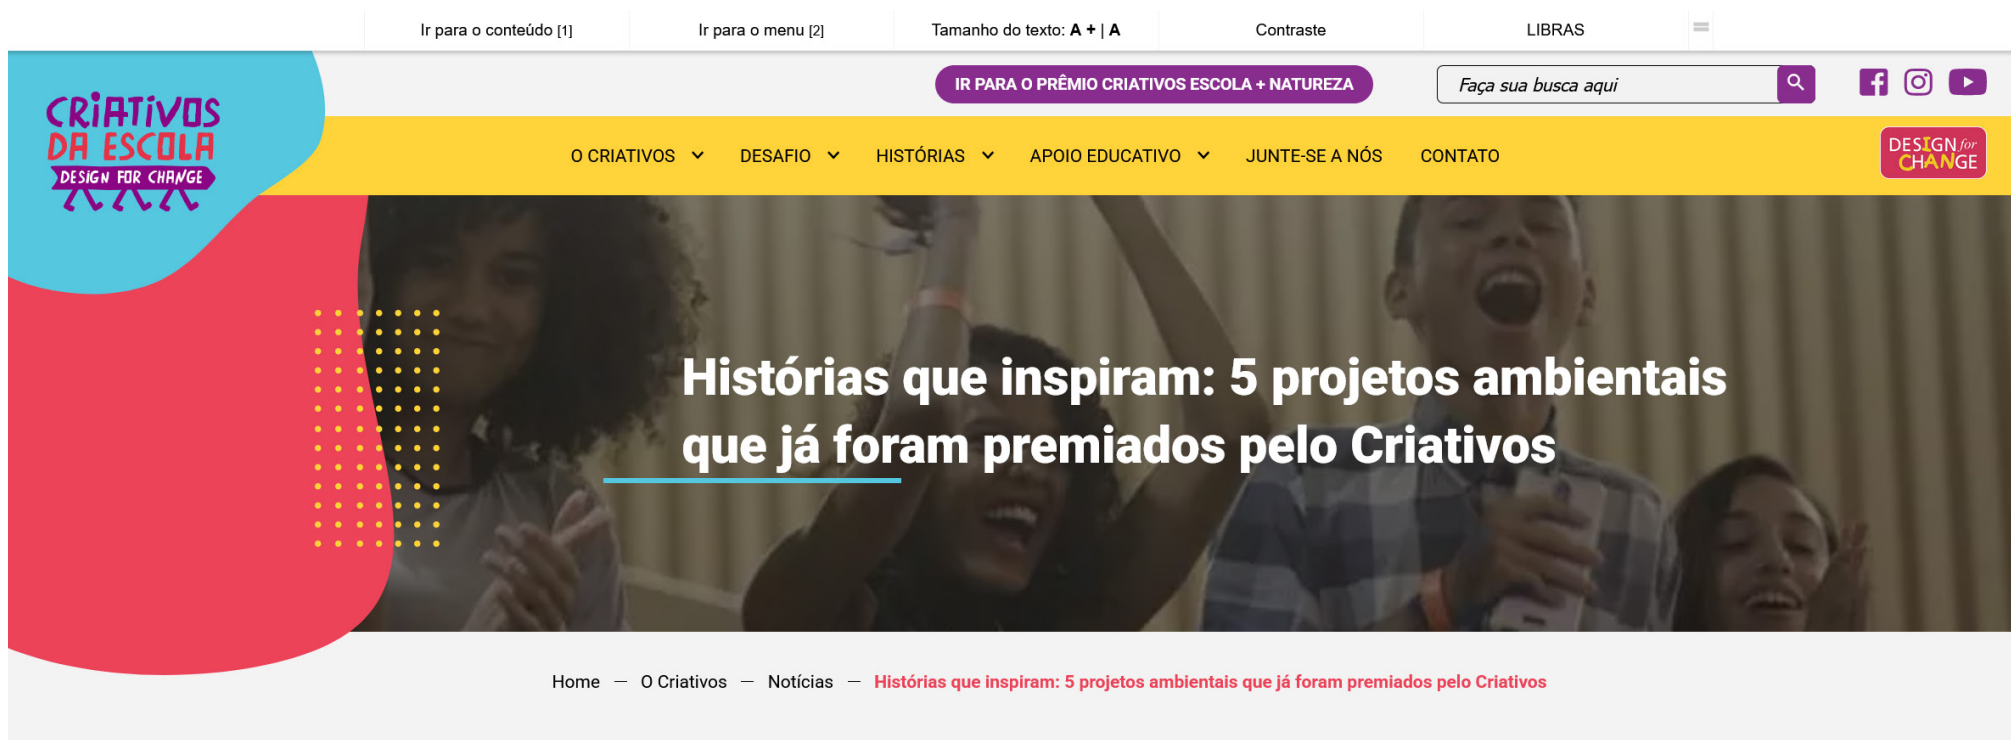 Ir para o conteúdo [1]
Ir para o menu [2]
Tamanho do texto: A + | A
Contraste
LIBRAS
CRiATiVOS
DA ESCOLA
DESiGN FOR CHANGE
IR PARA O PRÊMIO CRIATIVOS ESCOLA + NATUREZA
Faça sua busca aqui
O CRIATIVOS
DESAFIO
HISTÓRIAS
APOIO EDUCATIVO
JUNTE-SE A NÓS
CONTATO
DESIGN for
CHANGE
Histórias que inspiram: 5 projetos ambientais
que já foram premiados pelo Criativos
Home — O Criativos — Notícias — Histórias que inspiram: 5 projetos ambientais que já foram premiados pelo Criativos